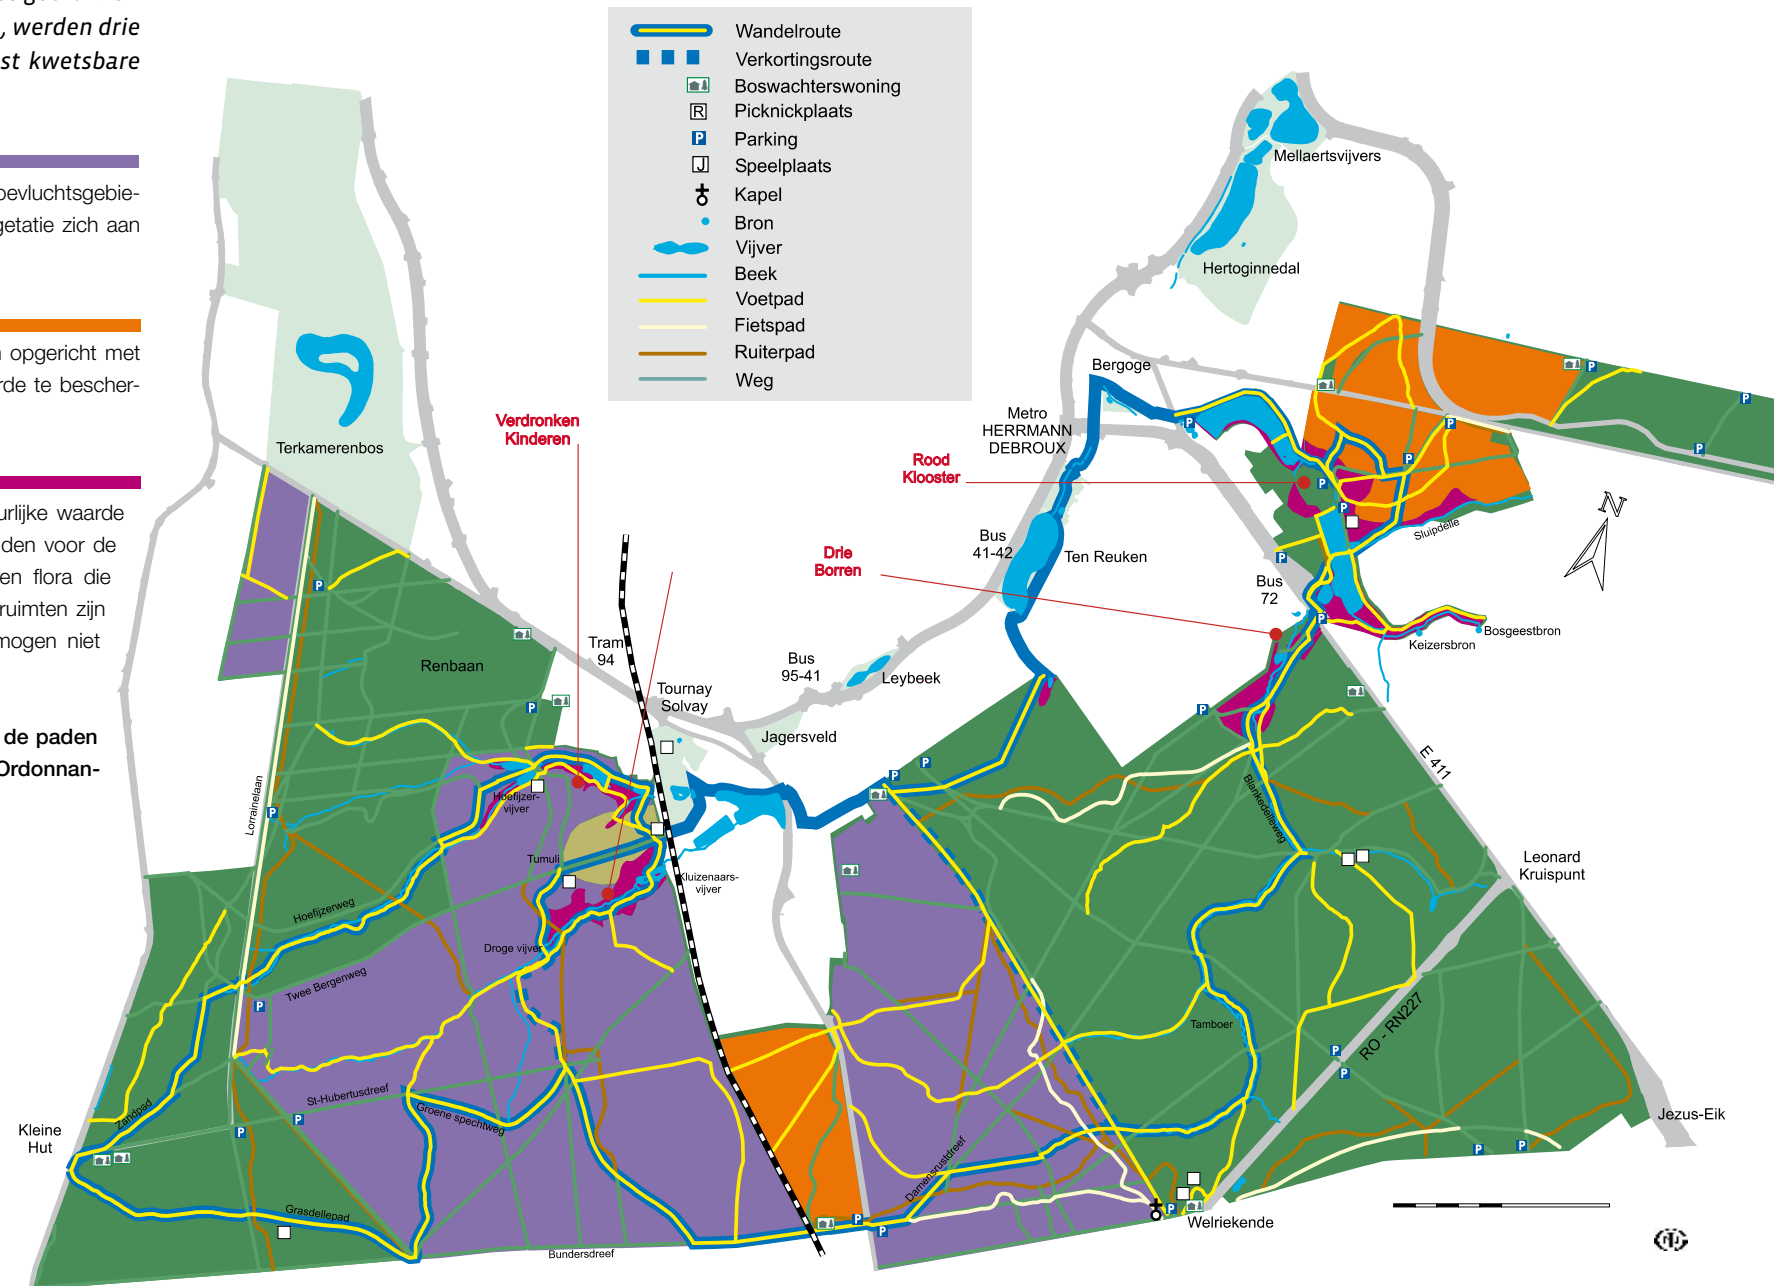 , werden drie
st kwetsbare
oevluchtsgebie-
getatie zich aan
opgericht met
rde te bescher-
urlijke waarde
den voor de
en flora die
ruimten zijn
mogen niet
de paden
Ordonnan-
Wandelroute
Verkortingsroute
Boswachterswoning
R Picknickplaats
P Parking
J Speelplaats
Kapel
Bron
Vijver
Beek
Voetpad
Fietspad
Ruiterpad
Weg
Mellaertsvijvers
Hertoginnedal
Bergoge
Metro
HERRMANN
DEBROUX
Terkamerenbos
Verdronken
Kinderen
Rood
Klooster
Drie
Borren
Bus
41-42
Ten Reuken
Bus
72
Sluipdelle
N
Keizersbron
Bosgeestbron
Renbaan
Tram
94
Bus
95-41
Leybeek
Tournay
Solvay
Jagersveld
E 411
Lorrainelaan
Hoefijzer-
vijver
Blankedelleweg
Tumuli
Kluizenaars-
vijver
Leonard
Kruispunt
Hoefijzerweg
Droge vijver
Twee Bergenweg
Tamboer
RO - RN227
St-Hubertusdreef
Groene spechtweg
Zandpad
Kleine
Hut
Jezus-Eik
Damensrustdreef
Grasdellepad
Welriekende
Bundersdreef